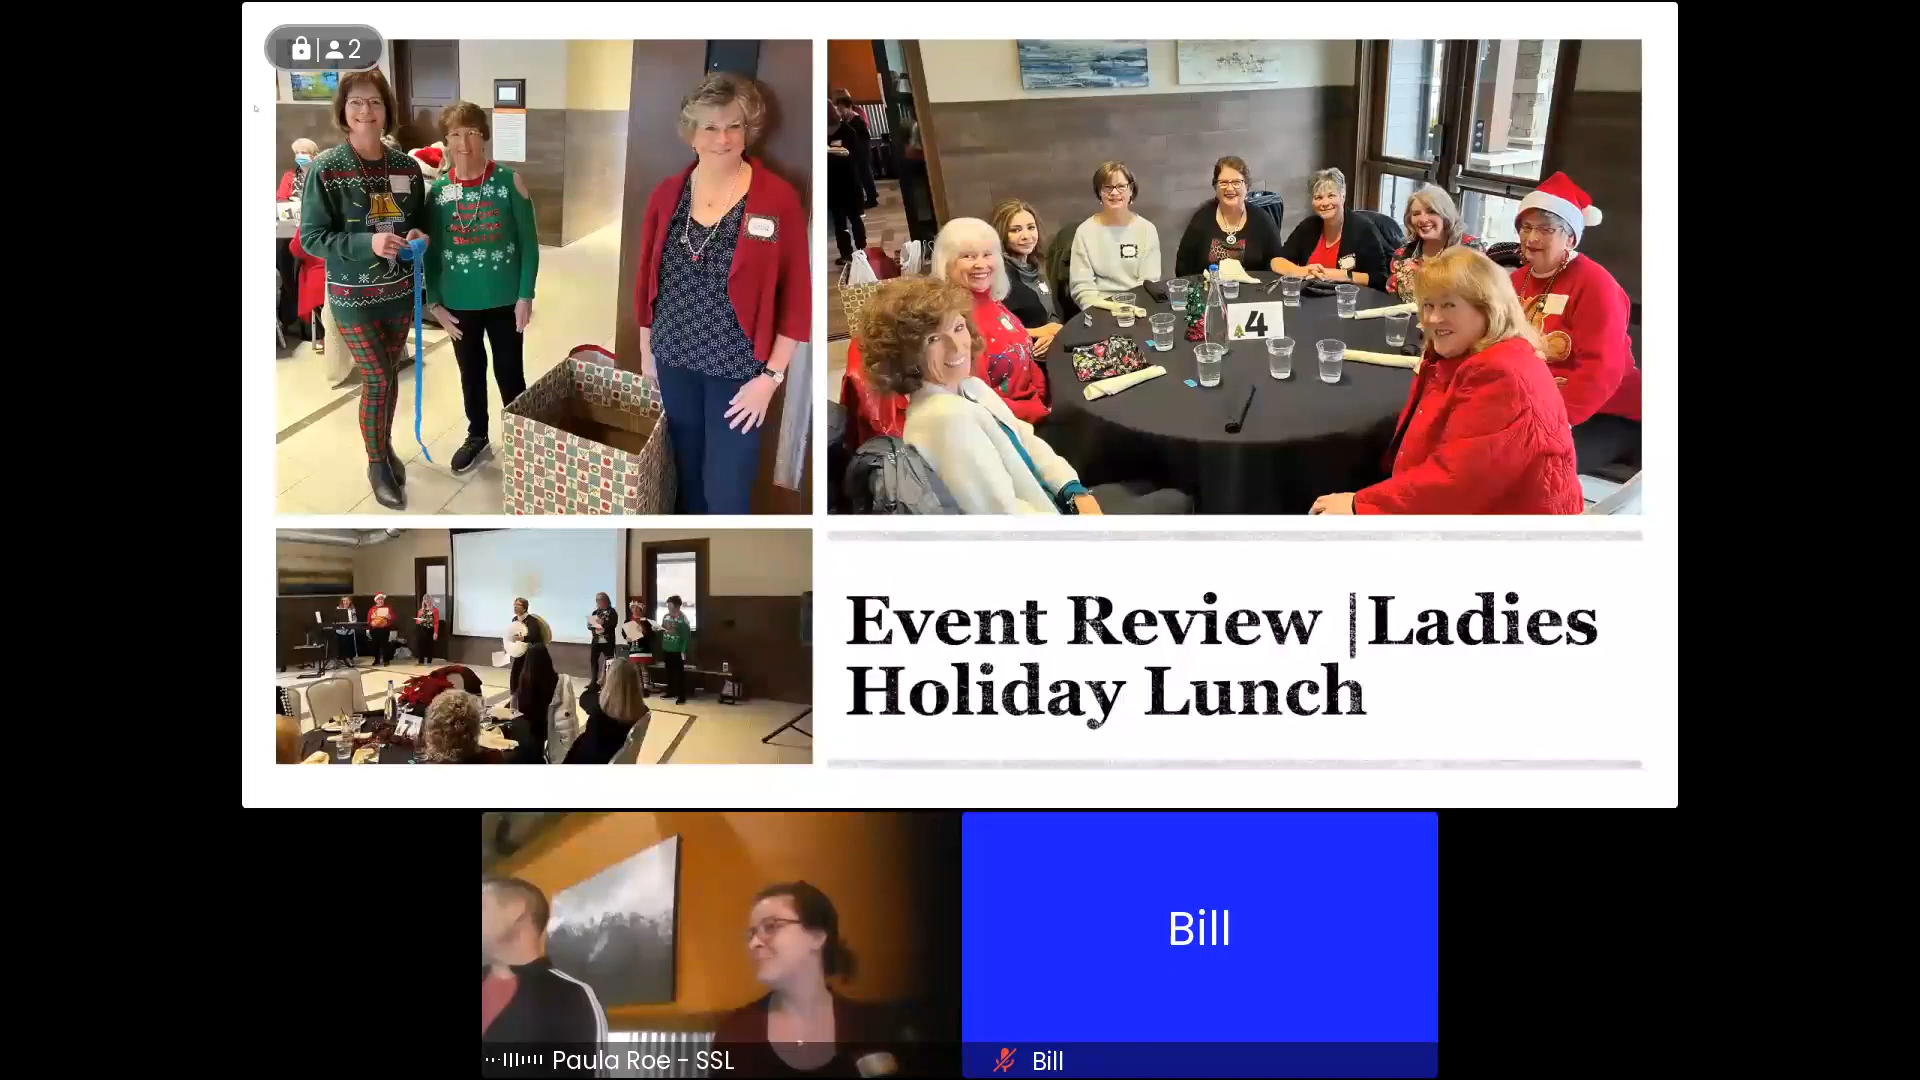 2
4
Event Review |Ladies
Holiday Lunch
Bill
Paula Roe - SSL
Bill